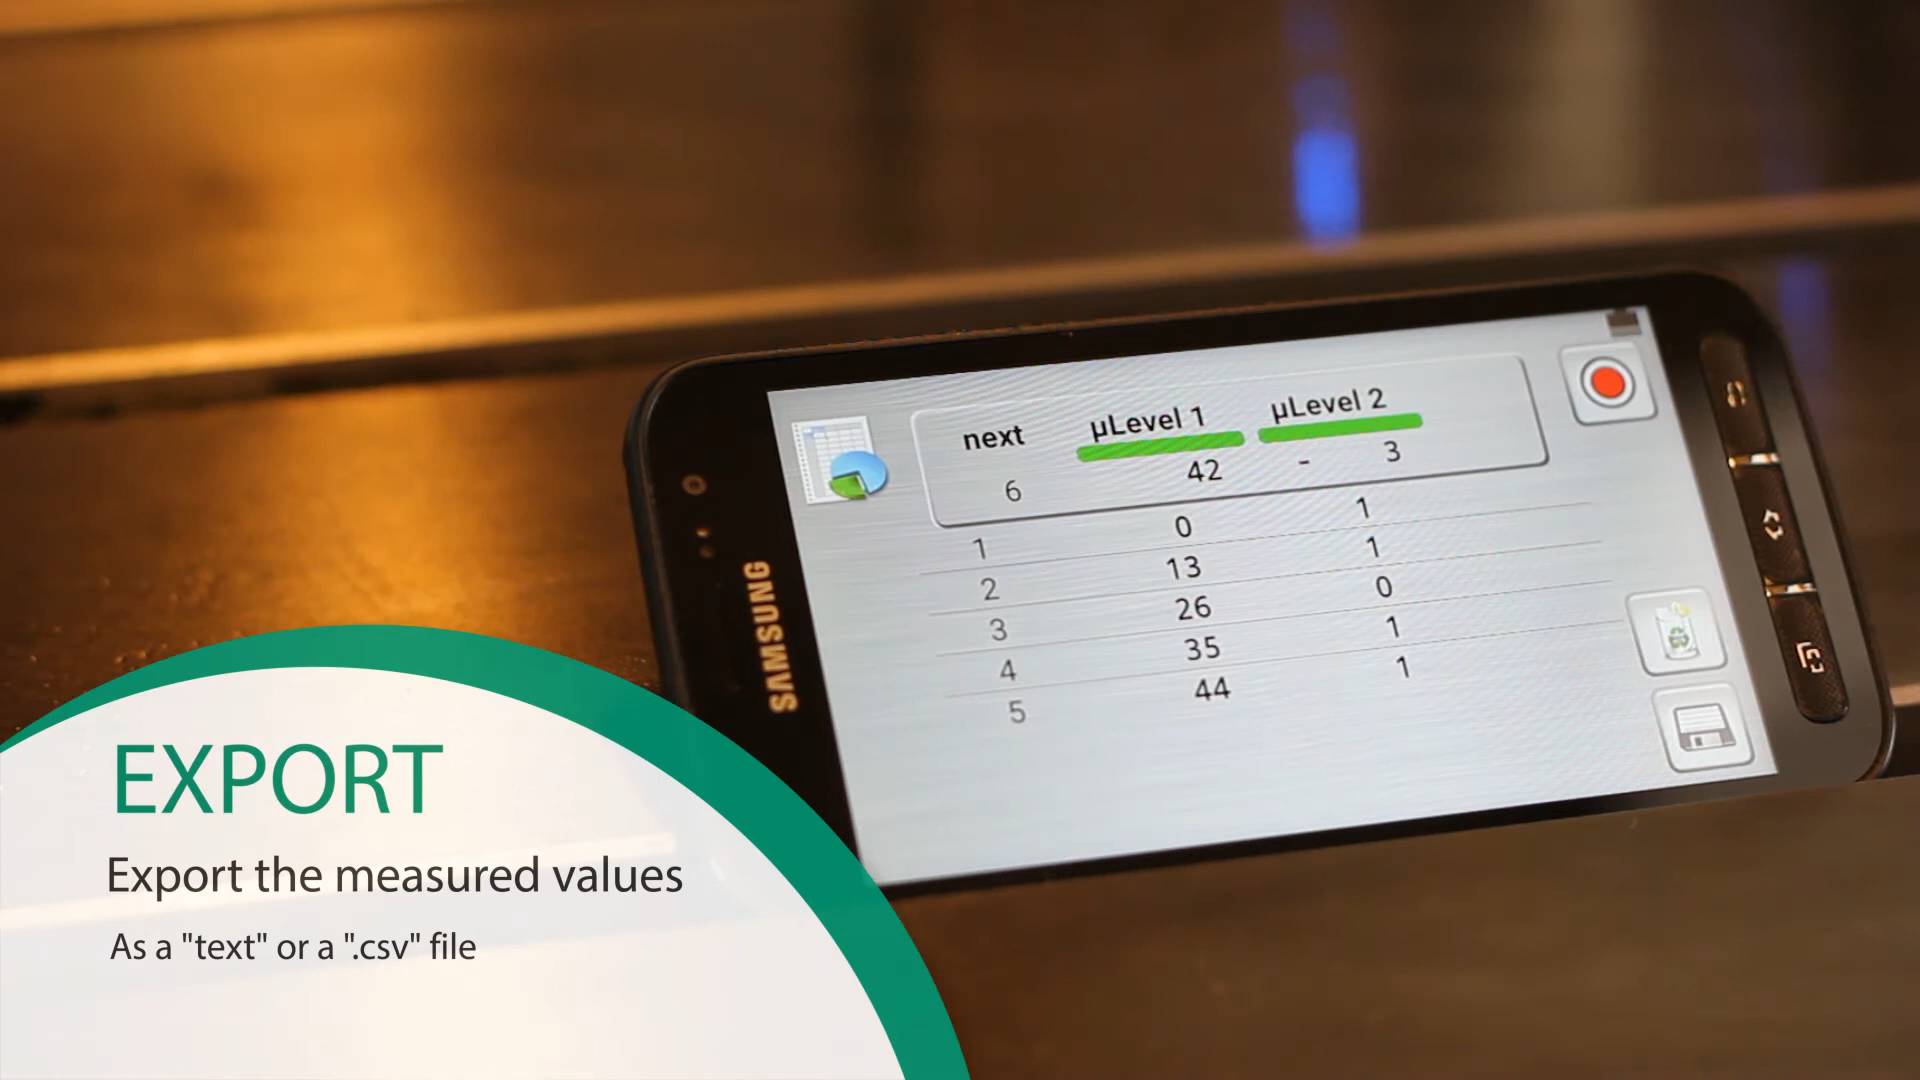 SAMSUNG
next µLevel 1 µLevel 2
6 42 - 3
1 0 1
2 13 1
3 26 0
4 35 1
5 44 1
EXPORT
Export the measured values
As a "text" or a ".csv" file